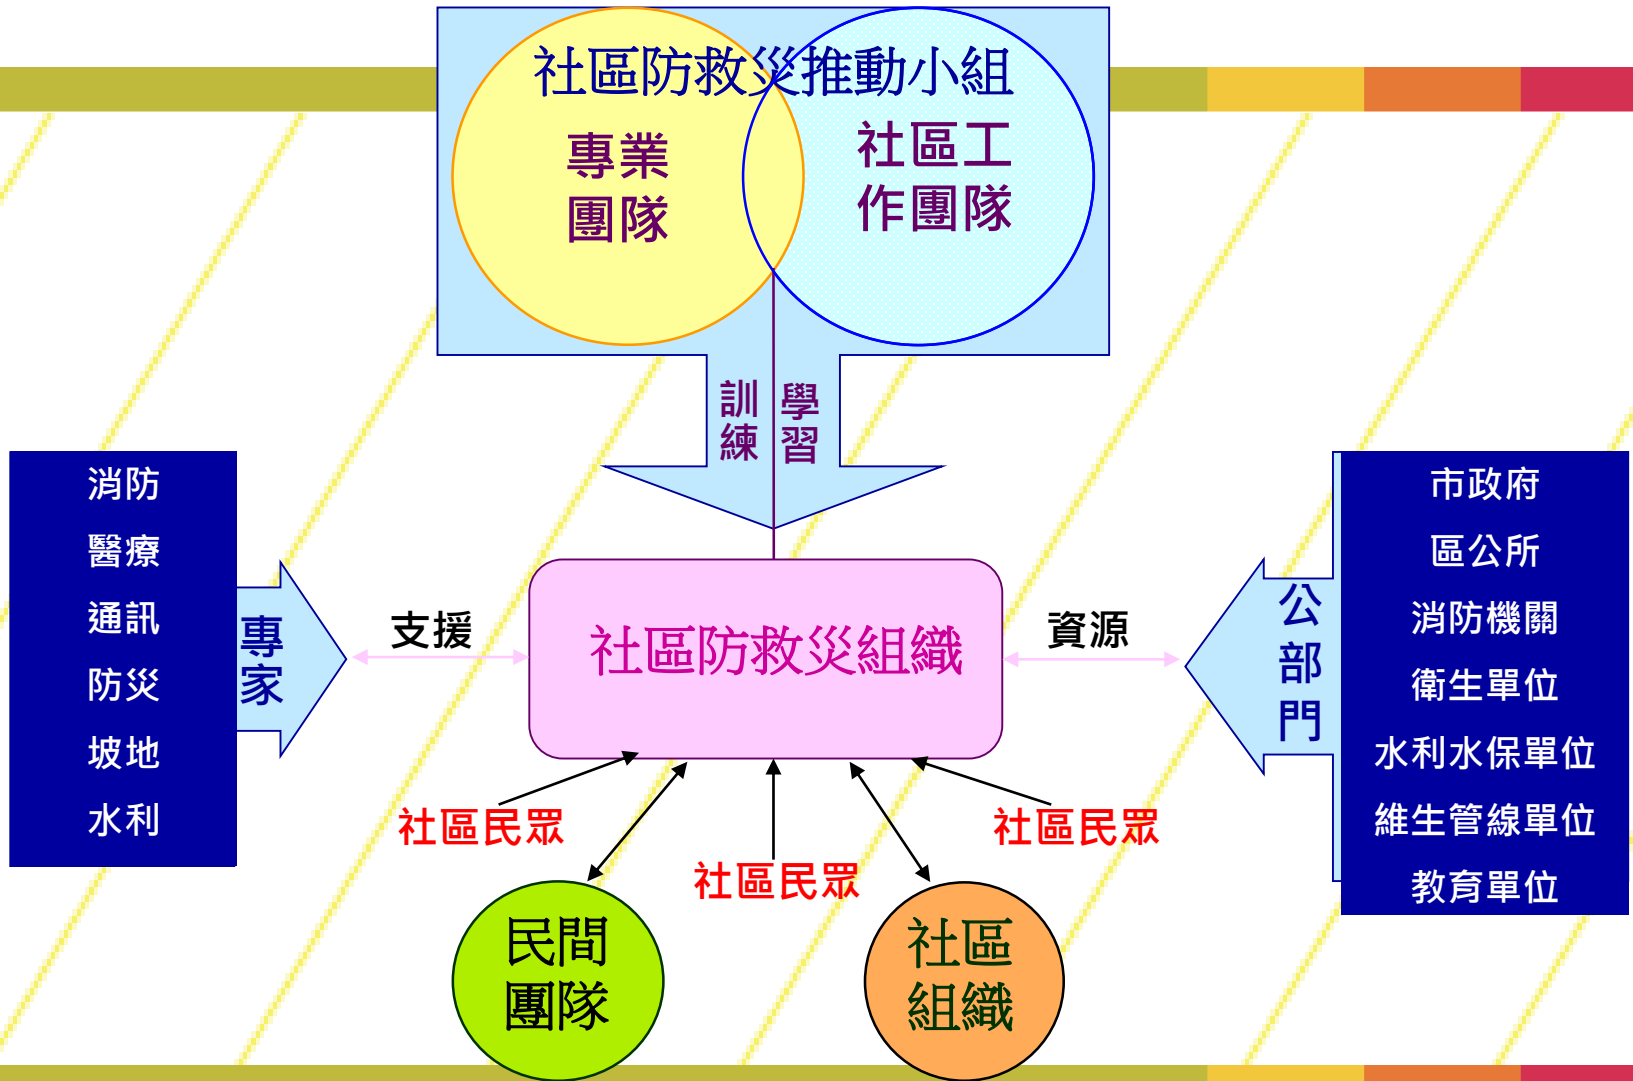 社區防救災推動小組
專業
團隊
社區工
作團隊
訓
練
學
習
消防
醫療
通訊
防災
坡地
水利
專
家
支援
社區防救災組織
資源
公
部
門
市政府
區公所
消防機關
衛生單位
水利水保單位
維生管線單位
教育單位
社區民眾
社區民眾
社區民眾
民間
團隊
社區
組織